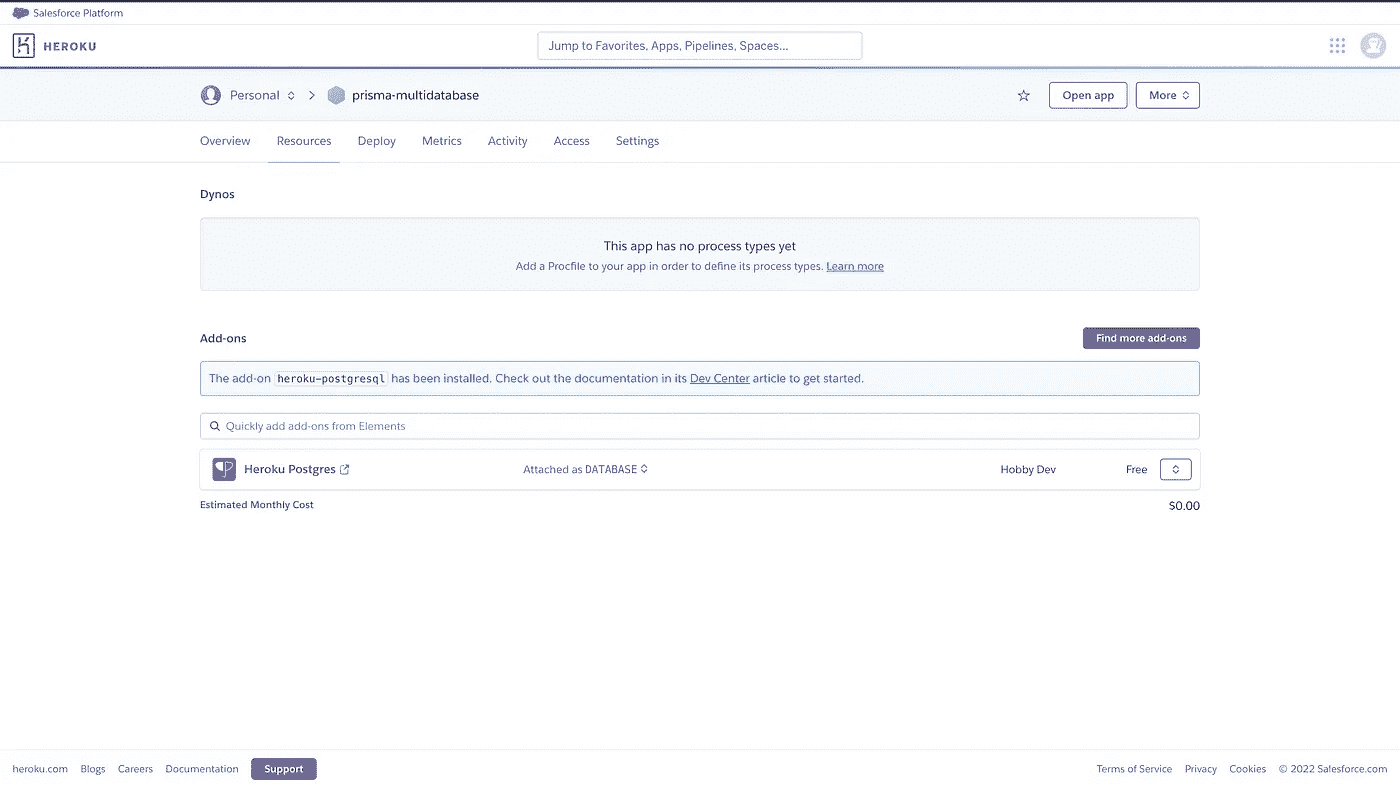 Salesforce Platform
HEROKU
Jump to Favorites, Apps, Pipelines, Spaces...
Personal prisma-multidatabase
Open app
More
Overview Resources Deploy Metrics Activity Access Settings
Dynos
This app has no process types yet
Add a Procfile to your app in order to define its process types. Learn more
Add-ons
Find more add-ons
The add-on heroku-postgresql has been installed. Check out the documentation in its Dev Center article to get started.
Quickly add add-ons from Elements
Heroku Postgres Attached as DATABASE Hobby Dev Free
Estimated Monthly Cost $0.00
heroku.com Blogs Careers Documentation Support Terms of Service Privacy Cookies © 2022 Salesforce.com